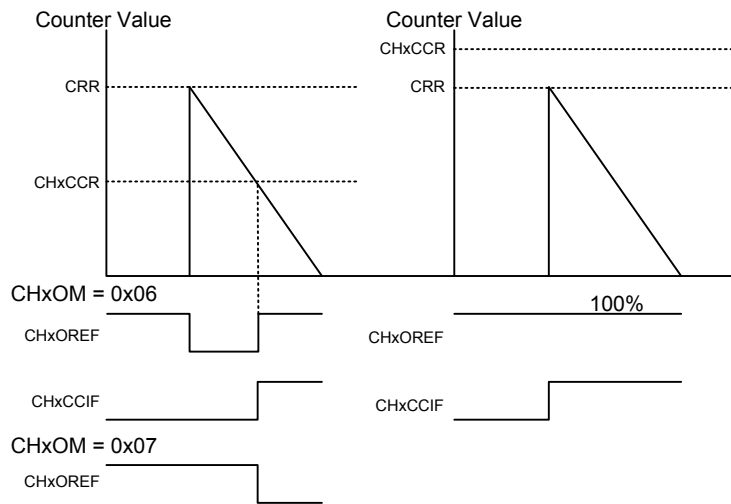 Counter Value
CRR
CHxCCR
CHxOM = 0x06
CHxOREF
CHxCCIF
CHxOM = 0x07
CHxOREF
Counter Value
CHxCCR
CRR
100%
CHxOREF
CHxCCIF